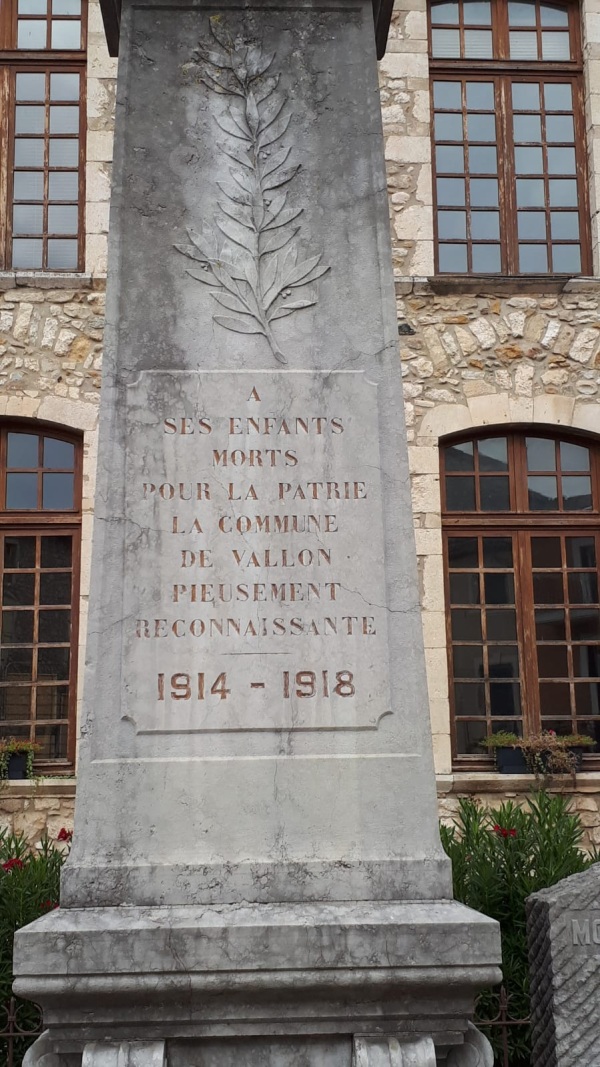 A
SES ENFANTS
MORTS
POUR LA PATRIE
LA COMMUNE
DE VALLON
PIEUSEMENT
RECONNAISSANTE
1914 - 1918